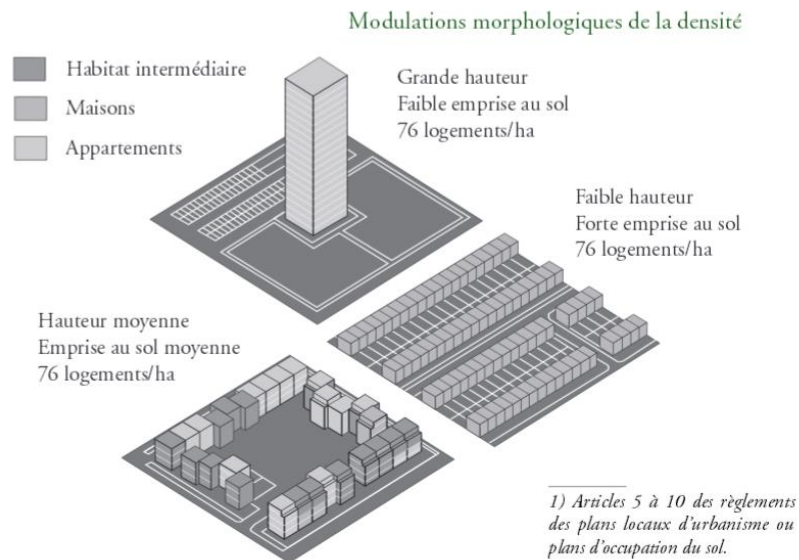 Modulations morphologiques de la densité
Habitat intermédiaire
Maisons
Appartements
Grande hauteur
Faible emprise au sol
76 logements/ha
Faible hauteur
Forte emprise au sol
76 logements/ha
Hauteur moyenne
Emprise au sol moyenne
76 logements/ha
1) Articles 5 à 10 des règlements
des plans locaux d'urbanisme ou
plans d'occupation du sol.